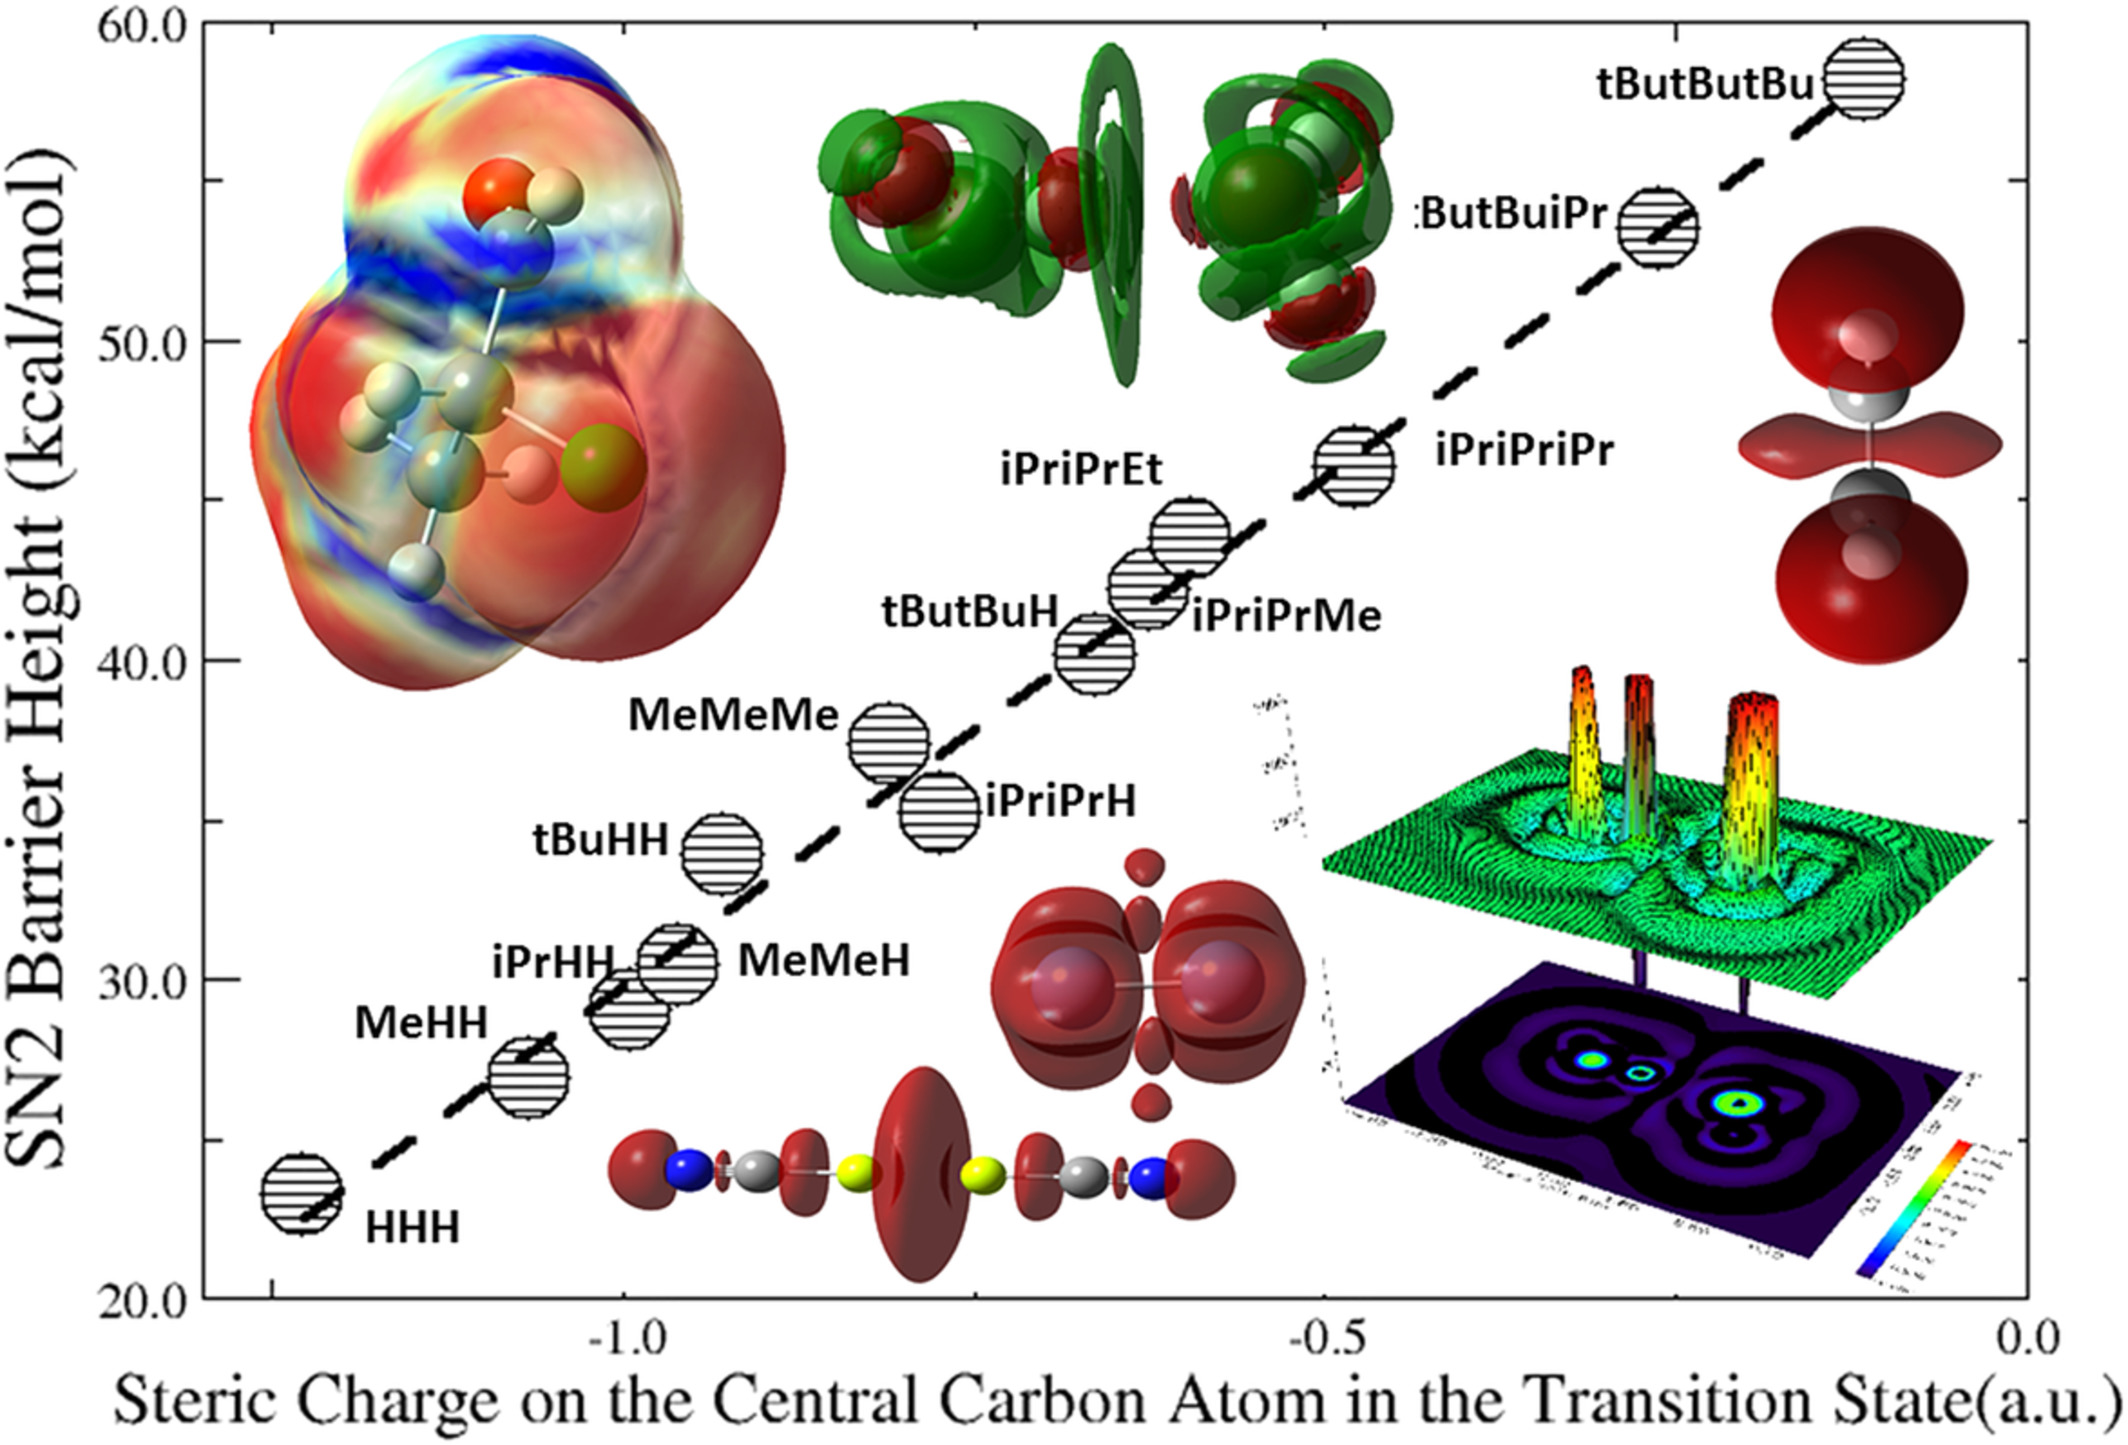 60.0
tButButBu
:ButBuiPr
SN2 Barrier Height (kcal/mol)
50.0
iPriPrEt
iPriPriPr
tButBuH
iPriPrMe
40.0
MeMeMe
iPriPrH
tBuHH
iPrHH
MeMeH
30.0
MeHH
HHH
20.0
-1.0
-0.5
0.0
Steric Charge on the Central Carbon Atom in the Transition State(a.u.)